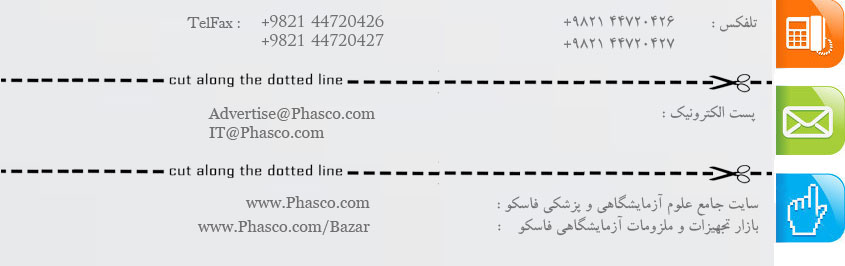 TelFax : +9821 44720426 +۹۸۲۱ ۴۴۷۲۰۴۲۶ تلفکس :
+9821 44720427 +۹۸۲۱ ۴۴۷۲۰۴۲۷
cut along the dotted line
Advertise@Phasco.com پست الکترونیک :
IT@Phasco.com
cut along the dotted line
www.Phasco.com سایت جامع علوم آزمایشگاهی و پزشکی فاسکو :
www.Phasco.com/Bazar بازار تجهیزات و ملزومات آزمایشگاهی فاسکو :